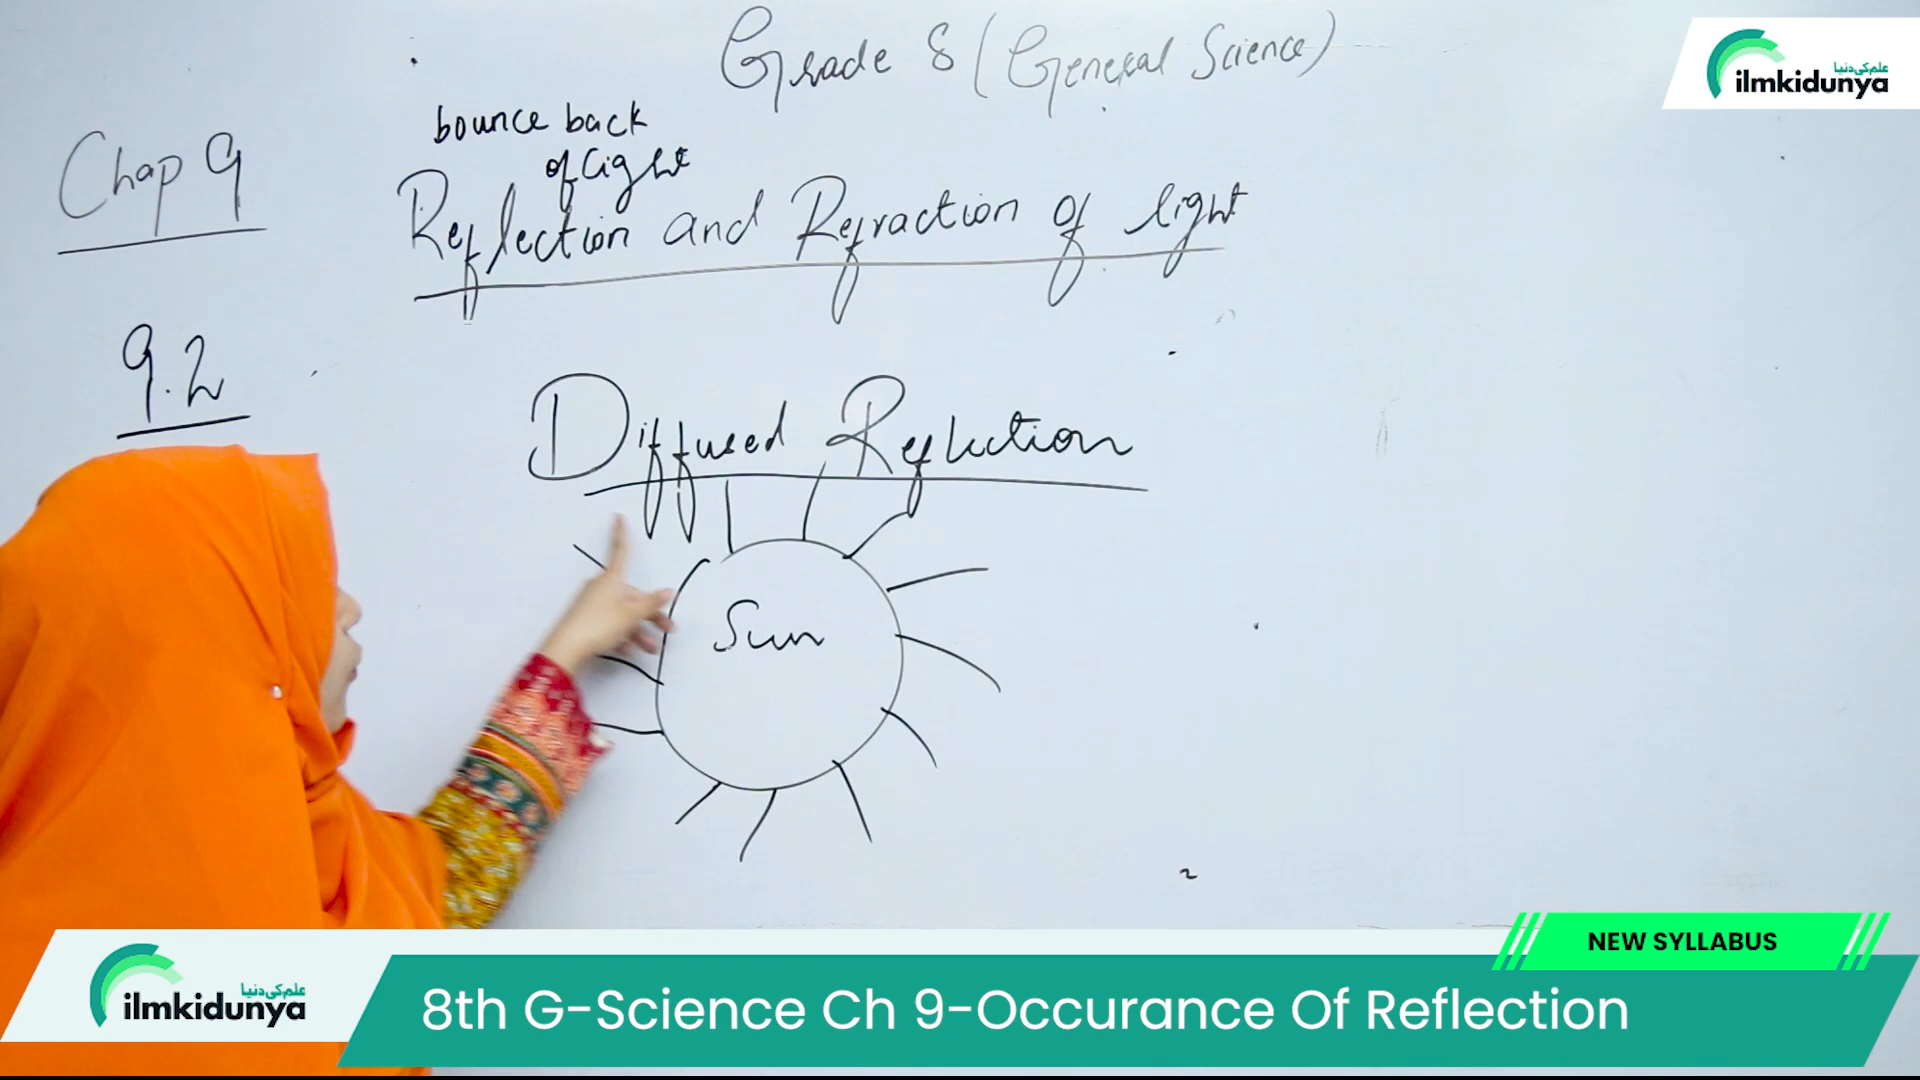 Grade 8 (General Science)
علم کی دنیا
ilmkidunya
bounce back
of light
Chap 9
Reflection and Refraction of light
9.2
Diffused Reflection
Sun
NEW SYLLABUS
علم کی دنیا
ilmkidunya
8th G-Science Ch 9-Occurance Of Reflection